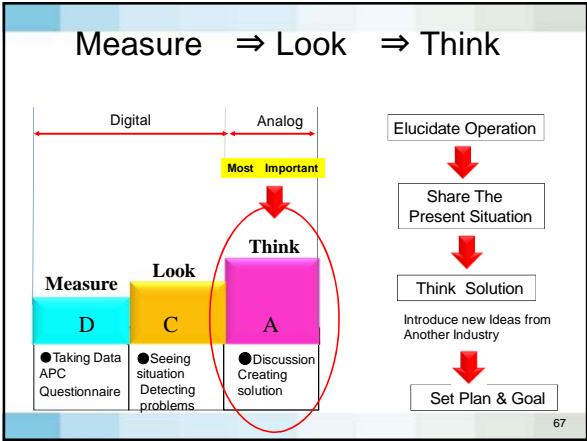 Measure ⇒ Look ⇒ Think
Digital
Analog
Most Important
Think
Look
Measure
D
C
A
●Taking Data
APC
Questionnaire
●Seeing
situation
Detecting
problems
●Discussion
Creating
solution
Elucidate Operation
Share The
Present Situation
Think Solution
Introduce new Ideas from
Another Industry
Set Plan & Goal
67